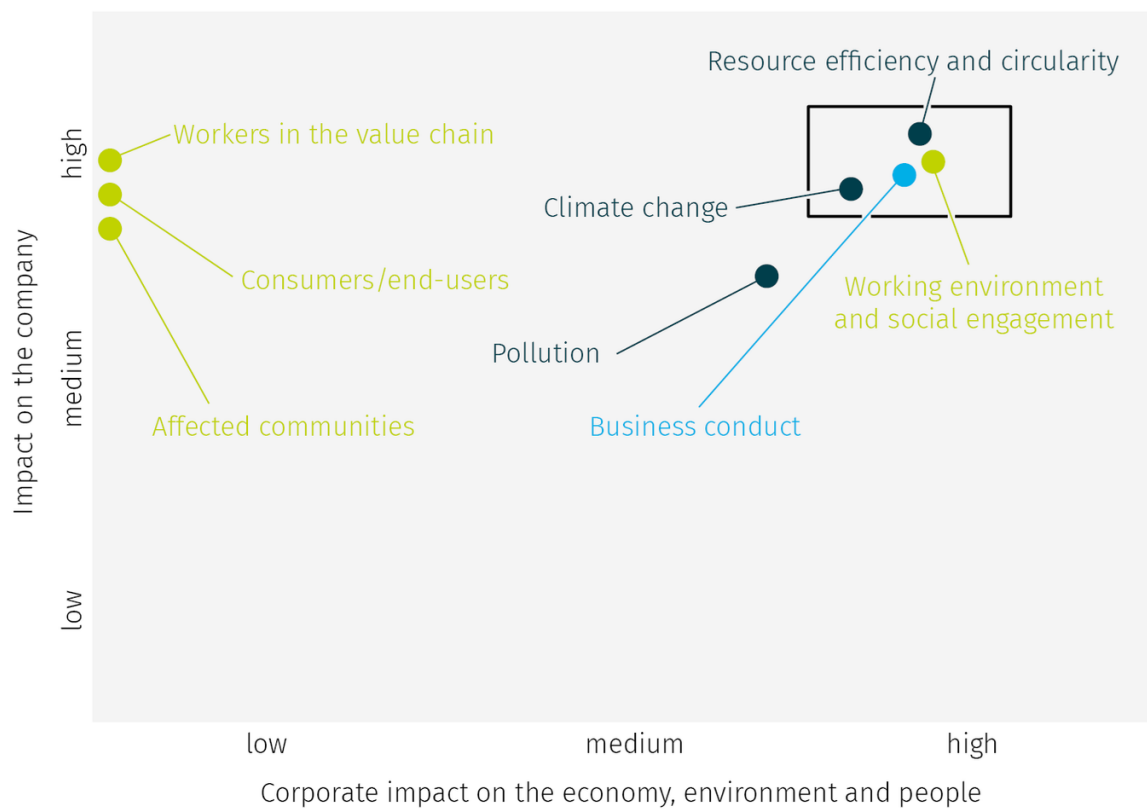 Resource efficiency and circularity
Workers in the value chain
Climate change
Consumers/end-users
Working environment
and social engagement
Pollution
Affected communities
Business conduct
Impact on the company
high
medium
low
low
medium
high
Corporate impact on the economy, environment and people